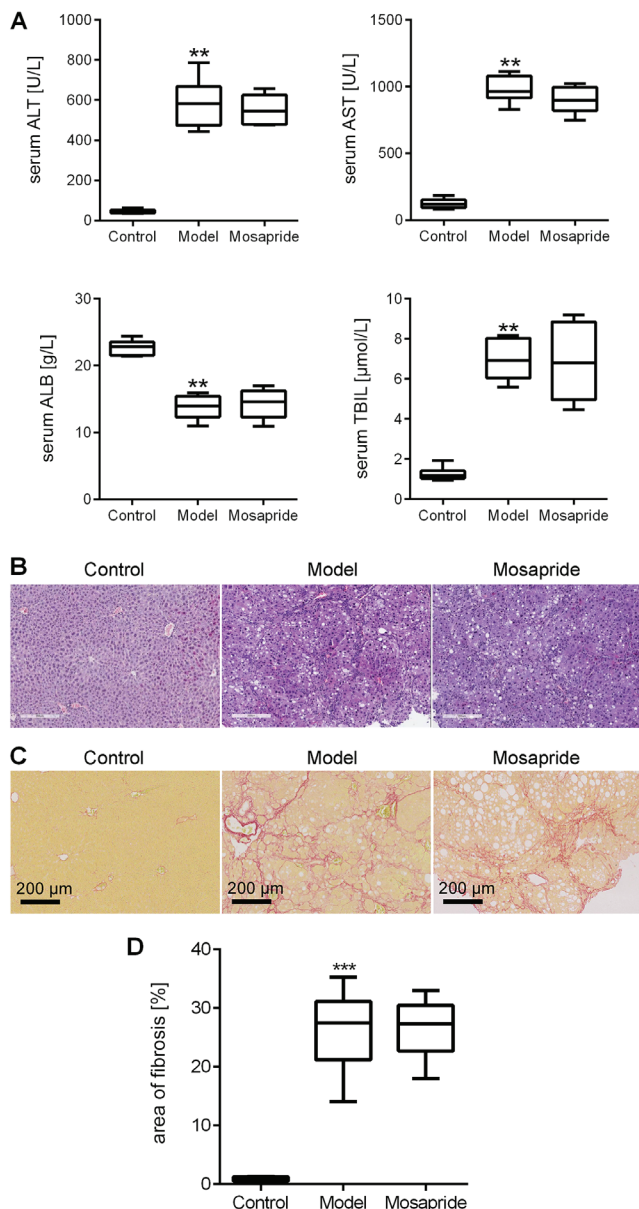 A
serum ALT [U/L]
1000
800
600
400
200
0
**
Control Model Mosapride
serum AST [U/L]
1500
1000
500
0
**
Control Model Mosapride
serum ALB [g/L]
30
20
10
0
**
Control Model Mosapride
serum TBIL [µmol/L]
10
8
6
4
2
0
**
Control Model Mosapride
B
Control Model Mosapride
C
Control Model Mosapride
200 µm 200 µm 200 µm
D
area of fibrosis [%]
40
30
20
10
0
***
Control Model Mosapride